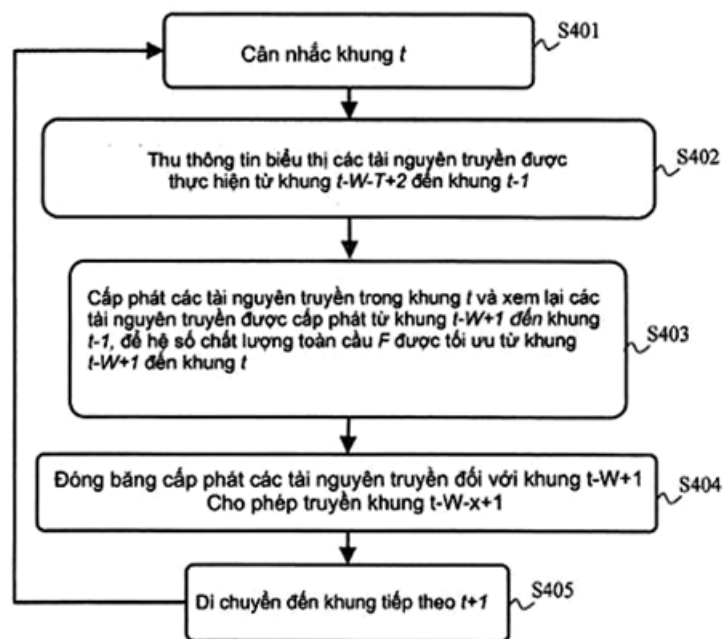 S401
Cân nhắc khung t
S402
Thu thông tin biểu thị các tài nguyên truyền được
thực hiện từ khung t-W-T+2 đến khung t-1
S403
Cấp phát các tài nguyên truyền trong khung t và xem lại các
tài nguyên truyền được cấp phát từ khung t-W+1 đến khung
t-1, để hệ số chất lượng toàn cầu F được tối ưu từ khung
t-W+1 đến khung t
S404
Đóng băng cấp phát các tài nguyên truyền đối với khung t-W+1
Cho phép truyền khung t-W-x+1
S405
Di chuyển đến khung tiếp theo t+1